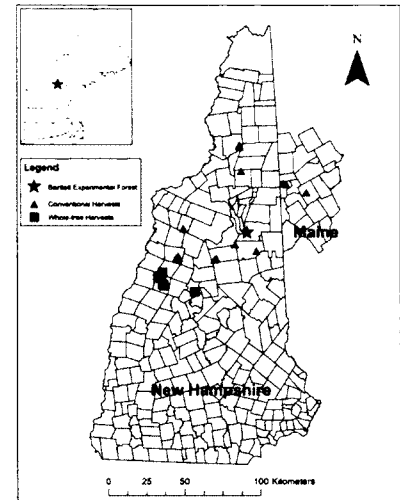 N
Legend
Bartlett Experimental Forest
Conventional Harvests
Whole-tree Harvests
Maine
New Hampshire
0 25 50 100 Kilometers